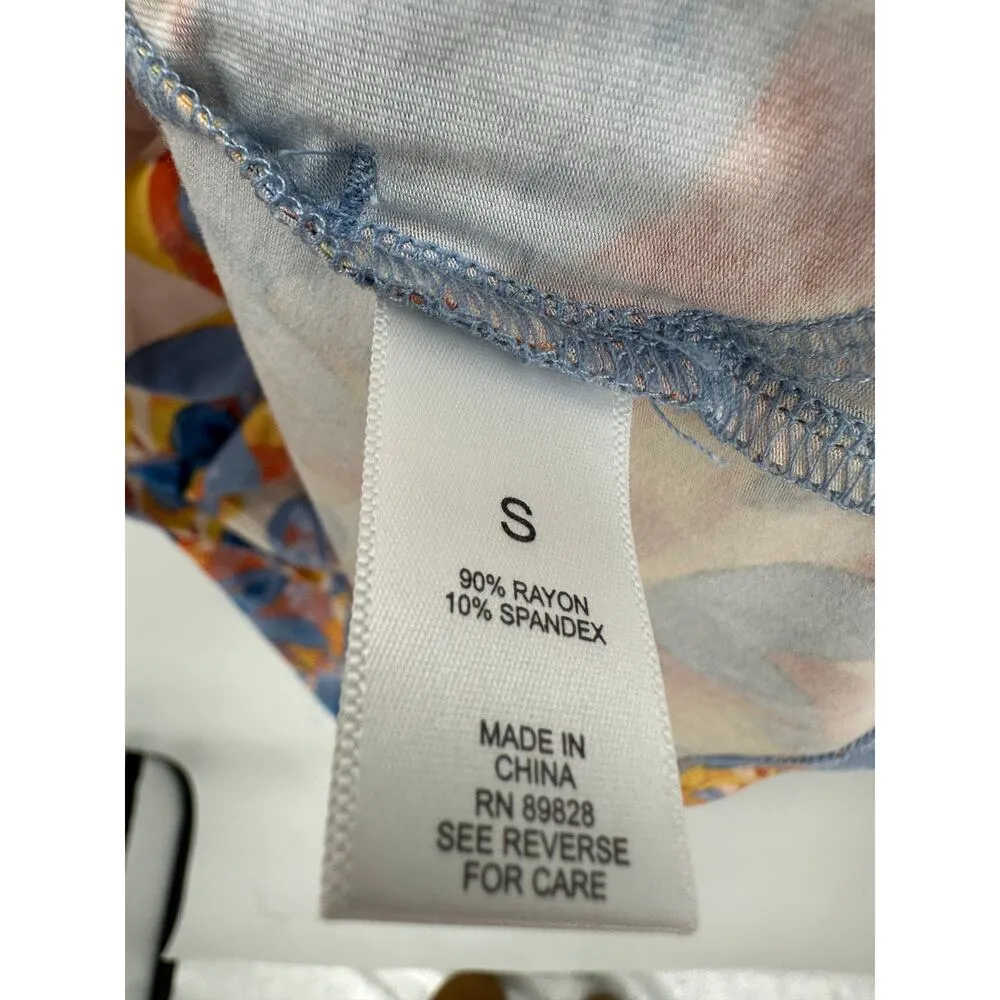 S
90% RAYON
10% SPANDEX
MADE IN
CHINA
RN 89828
SEE REVERSE
FOR CARE